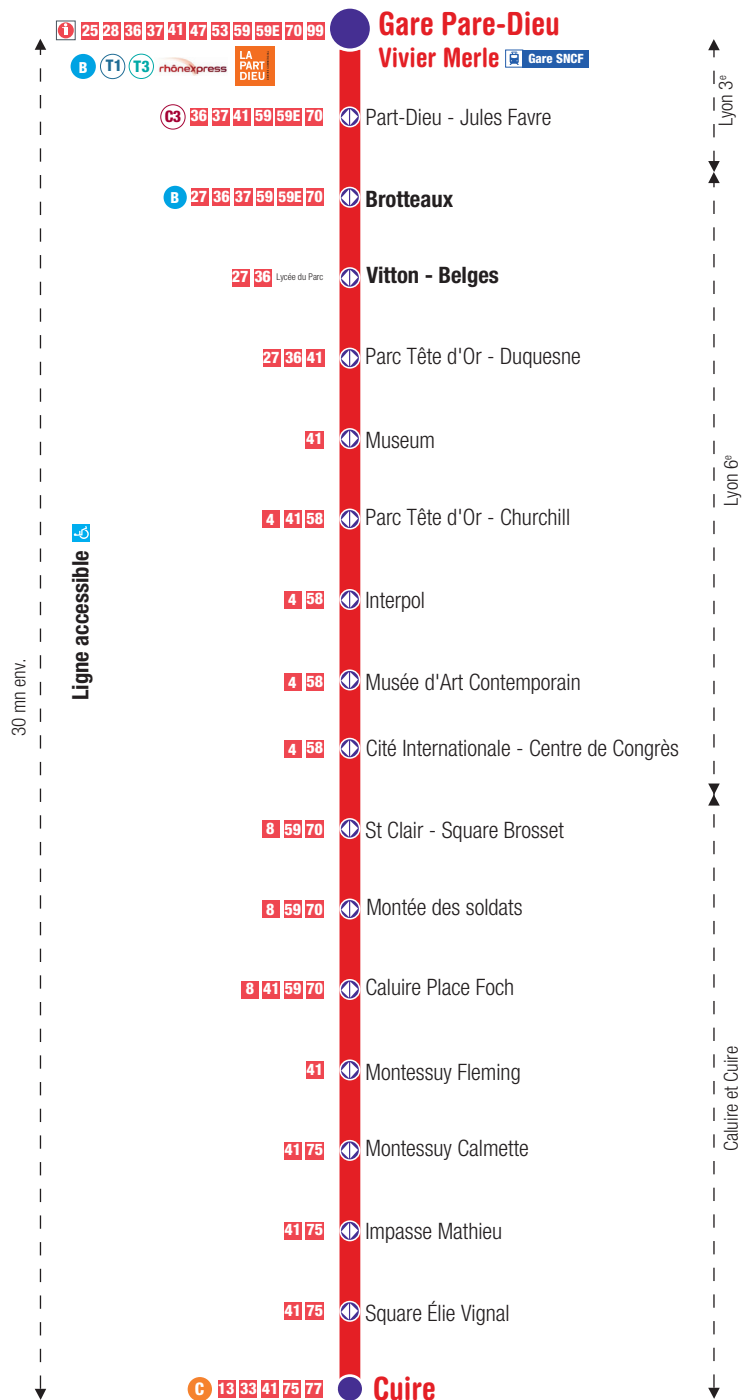 i 25 28 36 37 41 47 53 59 59E 70 99 Gare Pare-Dieu
B T1 T3 rhônexpress LA PART DIEU Vivier Merle Gare SNCF
C3 36 37 41 59 59E 70 Part-Dieu - Jules Favre
Lyon 3e
B 27 36 37 59 59E 70 Brotteaux
27 36 Lycée du Parc Vitton - Belges
27 36 41 Parc Tête d'Or - Duquesne
41 Museum
Lyon 6e
4 41 58 Parc Tête d'Or - Churchill
Ligne accessible
4 58 Interpol
4 58 Musée d'Art Contemporain
30 mn env.
4 58 Cité Internationale - Centre de Congrès
8 59 70 St Clair - Square Brosset
8 59 70 Montée des soldats
8 41 59 70 Caluire Place Foch
41 Montessuy Fleming
Caluire et Cuire
41 75 Montessuy Calmette
41 75 Impasse Mathieu
41 75 Square Élie Vignal
C 13 33 41 75 77 Cuire